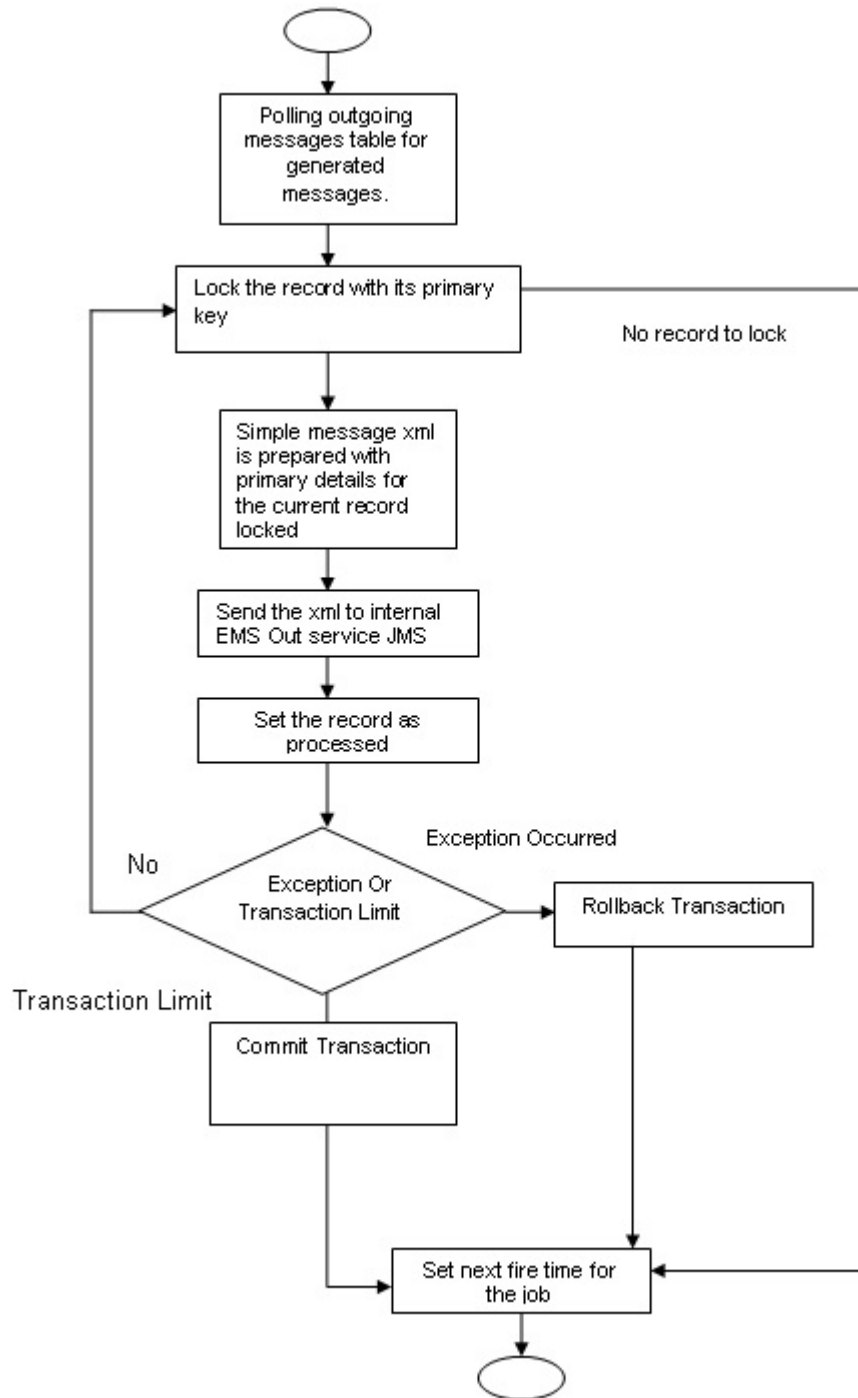 Polling outgoing
messages table for
generated
messages.
Lock the record with its primary
key
No record to lock
Simple message xml
is prepared with
primary details for
the current record
locked
Send the xml to internal
EMS Out service JMS
Set the record as
processed
Exception Occurred
No
Exception Or
Transaction Limit
Rollback Transaction
Transaction Limit
Commit Transaction
Set next fire time for
the job